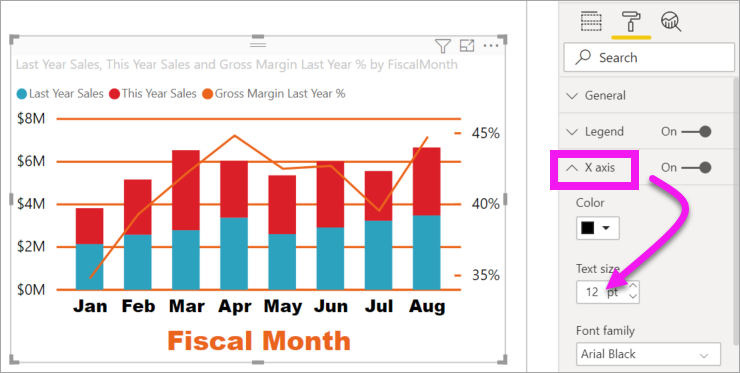 Last Year Sales, This Year Sales and Gross Margin Last Year % by FiscalMonth
Last Year Sales This Year Sales Gross Margin Last Year %
$8M
$6M
$4M
$2M
$0M
45%
40%
35%
Jan Feb Mar Apr May Jun Jul Aug
Fiscal Month
Search
General
Legend On
X axis On
Color
Text size
12 pt
Font family
Arial Black